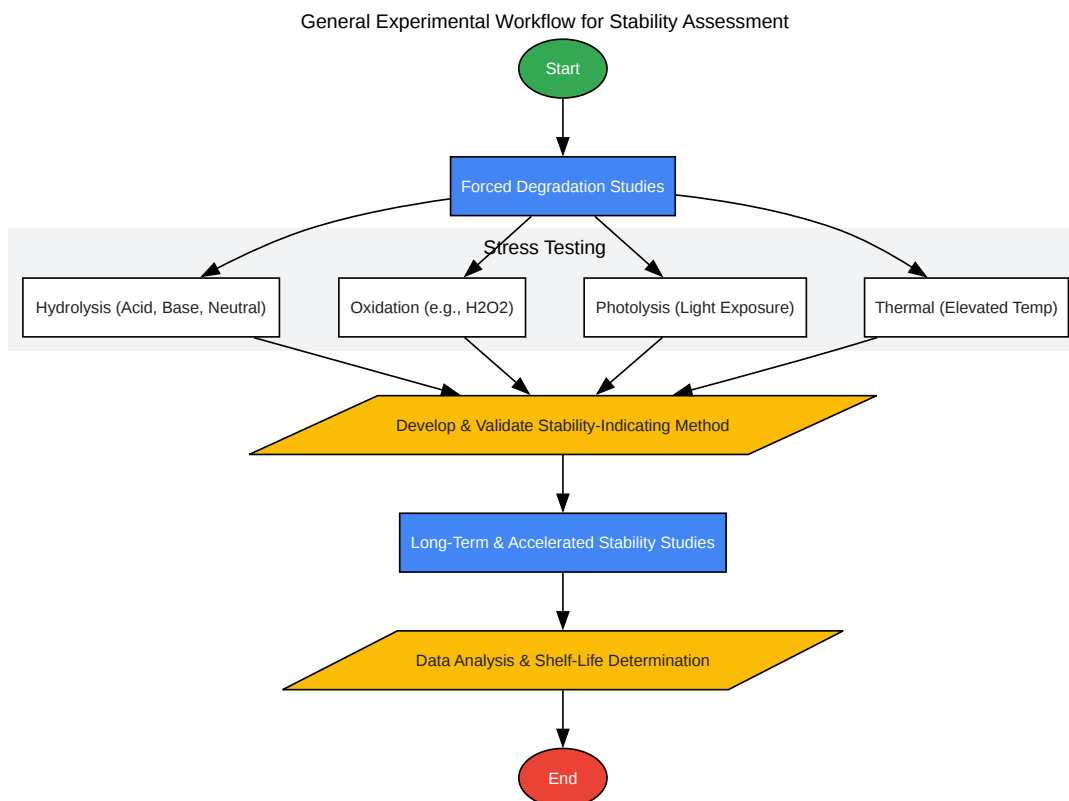 General Experimental Workflow for Stability Assessment
Start
Forced Degradation Studies
Stress Testing
Hydrolysis (Acid, Base, Neutral)
Oxidation (e.g., H2O2)
Photolysis (Light Exposure)
Thermal (Elevated Temp)
Develop & Validate Stability-Indicating Method
Long-Term & Accelerated Stability Studies
Data Analysis & Shelf-Life Determination
End